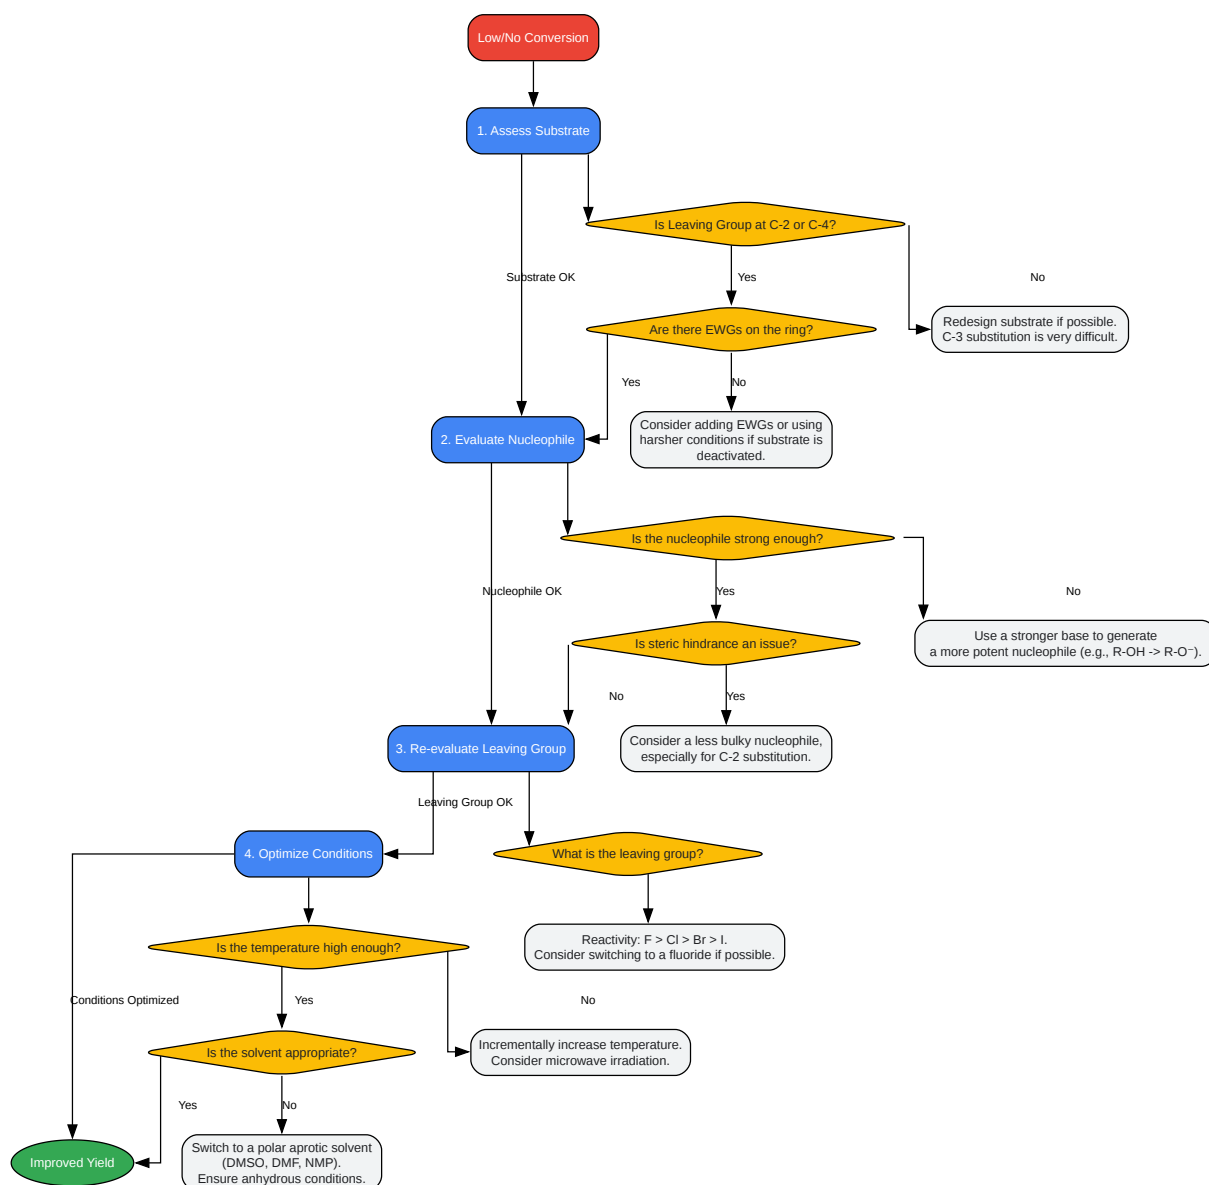 Low/No Conversion
1. Assess Substrate
Is Leaving Group at C-2 or C-4?
Substrate OK
Yes
No
Redesign substrate if possible.
C-3 substitution is very difficult.
Are there EWGs on the ring?
Yes
No
Consider adding EWGs or using
harsher conditions if substrate is
deactivated.
2. Evaluate Nucleophile
Is the nucleophile strong enough?
Nucleophile OK
Yes
No
Use a stronger base to generate
a more potent nucleophile (e.g., R-OH -> R-O⁻).
Is steric hindrance an issue?
No
Yes
Consider a less bulky nucleophile,
especially for C-2 substitution.
3. Re-evaluate Leaving Group
Leaving Group OK
What is the leaving group?
4. Optimize Conditions
Reactivity: F > Cl > Br > I.
Consider switching to a fluoride if possible.
Is the temperature high enough?
Conditions Optimized
Yes
No
Incrementally increase temperature.
Consider microwave irradiation.
Is the solvent appropriate?
Yes
No
Switch to a polar aprotic solvent
(DMSO, DMF, NMP).
Ensure anhydrous conditions.
Improved Yield